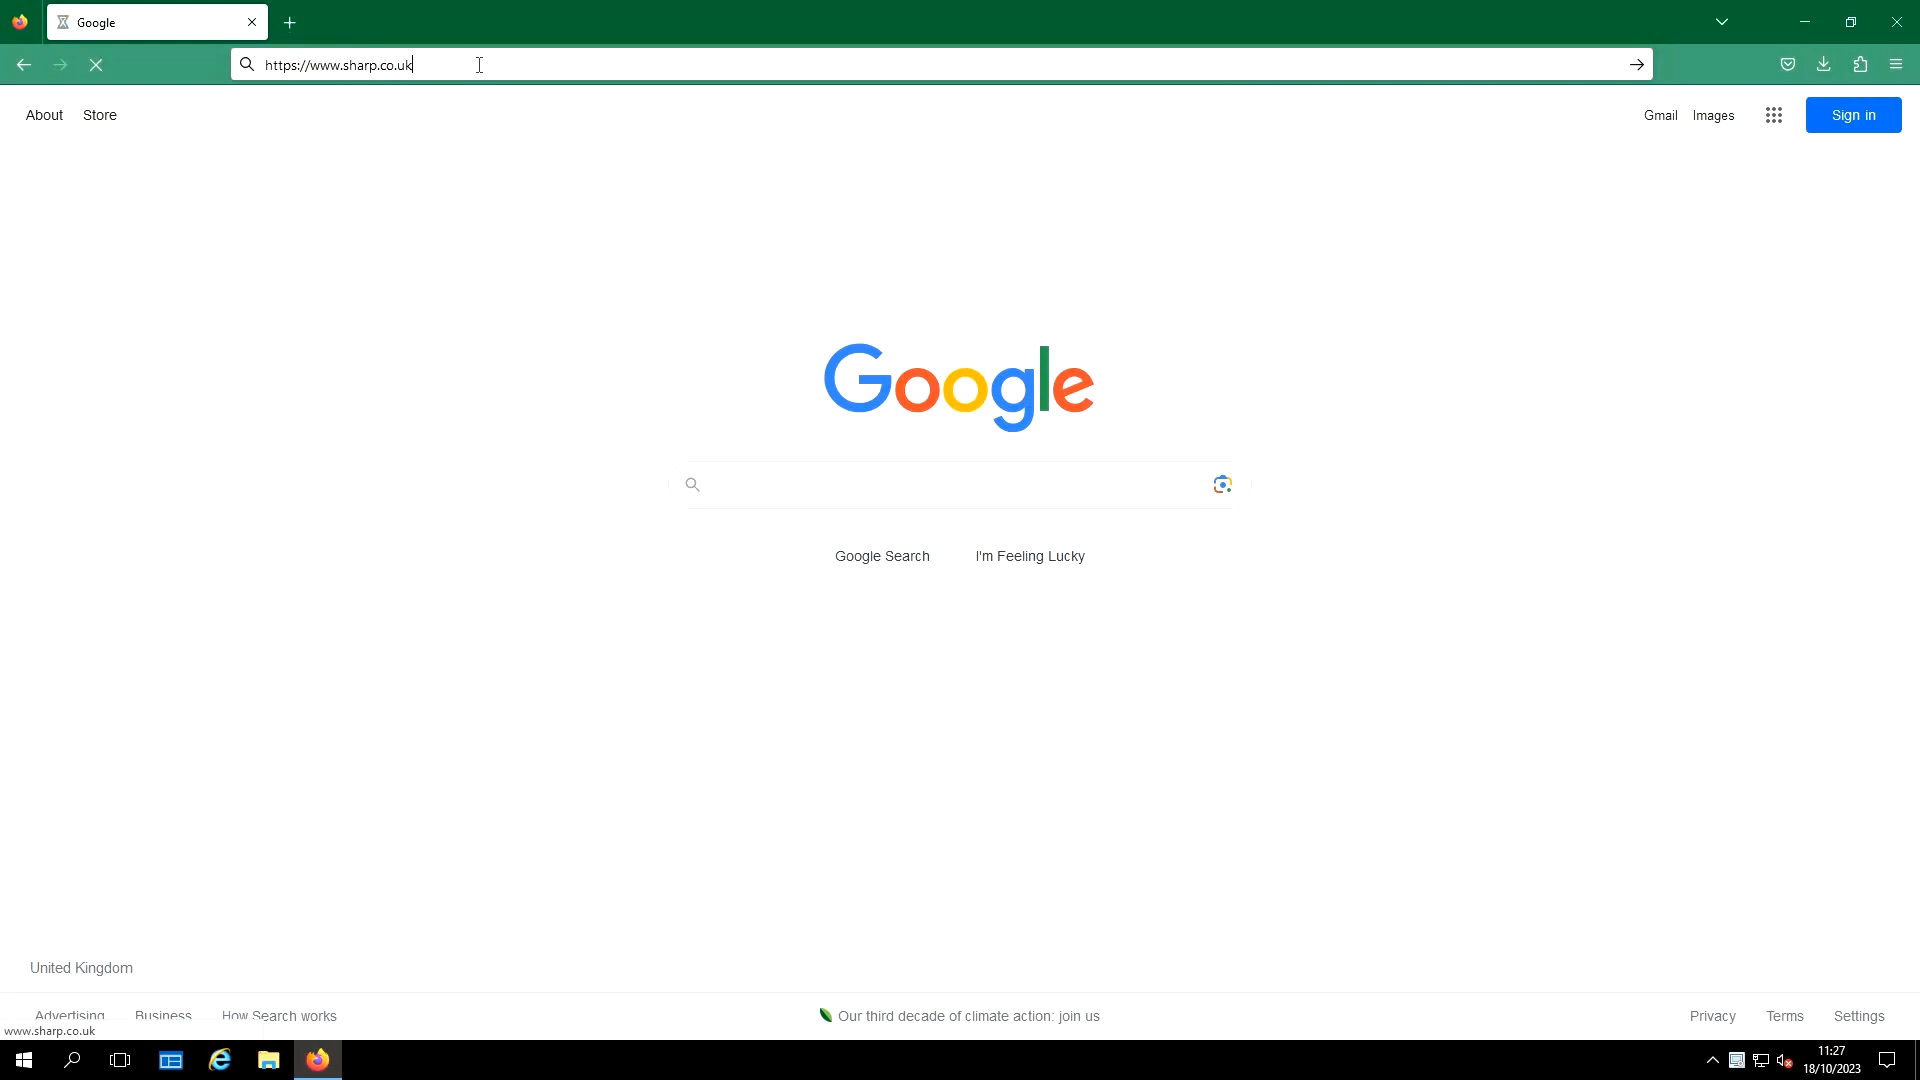 Google
https://www.sharp.co.uk
About Store
Gmail Images Sign in
Google
Google Search I'm Feeling Lucky
United Kingdom
Advertising Business How Search works Our third decade of climate action: join us Privacy Terms Settings
www.sharp.co.uk
11:27
18/10/2023